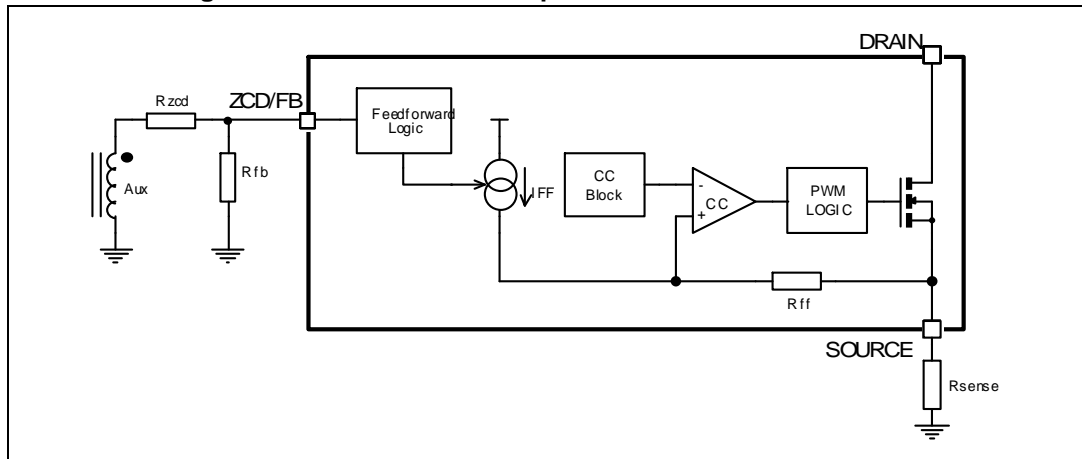 DRAIN
ZCD/FB
Rzcd
Feedforward
Logic
Rfb
Aux
IFF
CC
Block
-
CC
+
PWM
LOGIC
Rff
SOURCE
Rsense